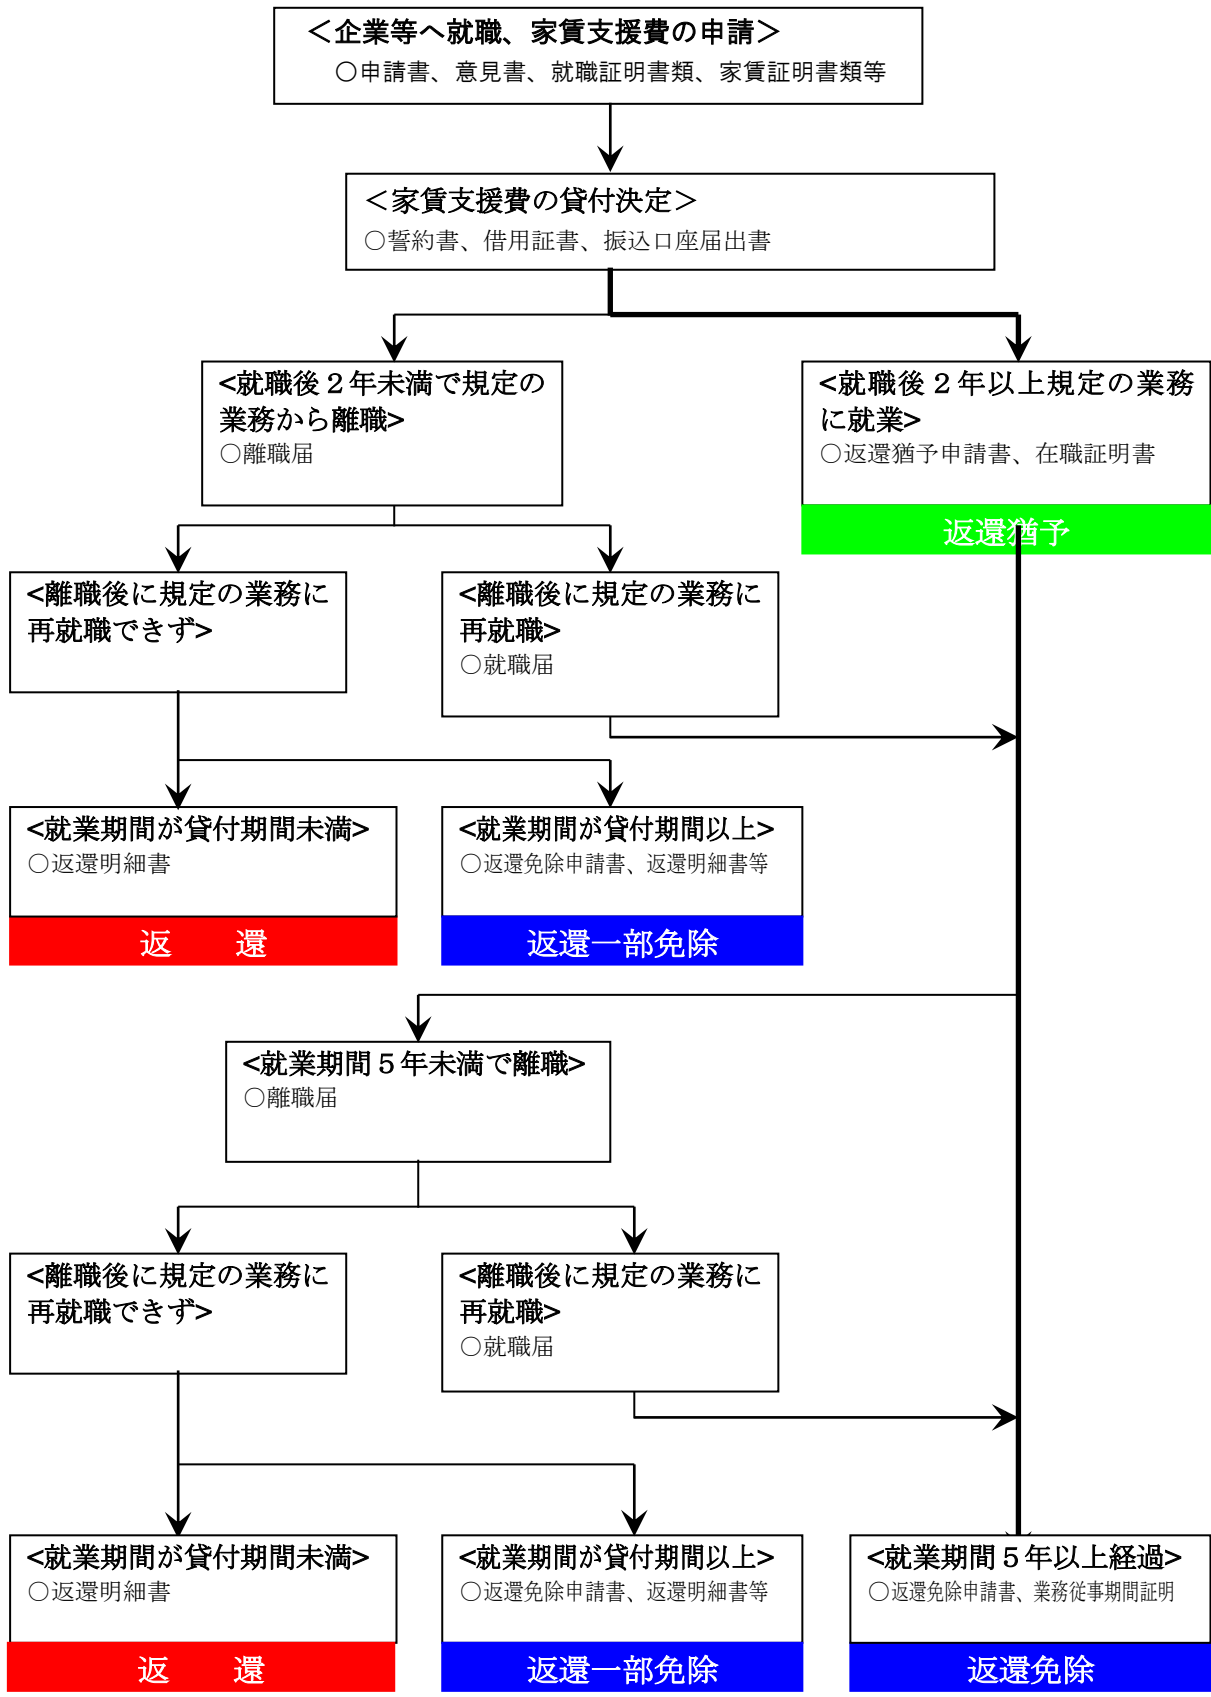 ＜企業等へ就職、家賃支援費の申請＞
〇申請書、意見書、就職証明書類、家賃証明書類等
＜家賃支援費の貸付決定＞
〇誓約書、借用証書、振込口座届出書
<就職後２年未満で規定の
業務から離職>
〇離職届
<就職後２年以上規定の業務
に就業>
〇返還猶予申請書、在職証明書
返還猶予
<離職後に規定の業務に
再就職できず>
<離職後に規定の業務に
再就職>
〇就職届
<就業期間が貸付期間未満>
〇返還明細書
返　　還
<就業期間が貸付期間以上>
〇返還免除申請書、返還明細書等
返還一部免除
<就業期間５年未満で離職>
〇離職届
<離職後に規定の業務に
再就職できず>
<離職後に規定の業務に
再就職>
〇就職届
<就業期間が貸付期間未満>
〇返還明細書
返　　還
<就業期間が貸付期間以上>
〇返還免除申請書、返還明細書等
返還一部免除
<就業期間５年以上経過>
〇返還免除申請書、業務従事期間証明
返還免除